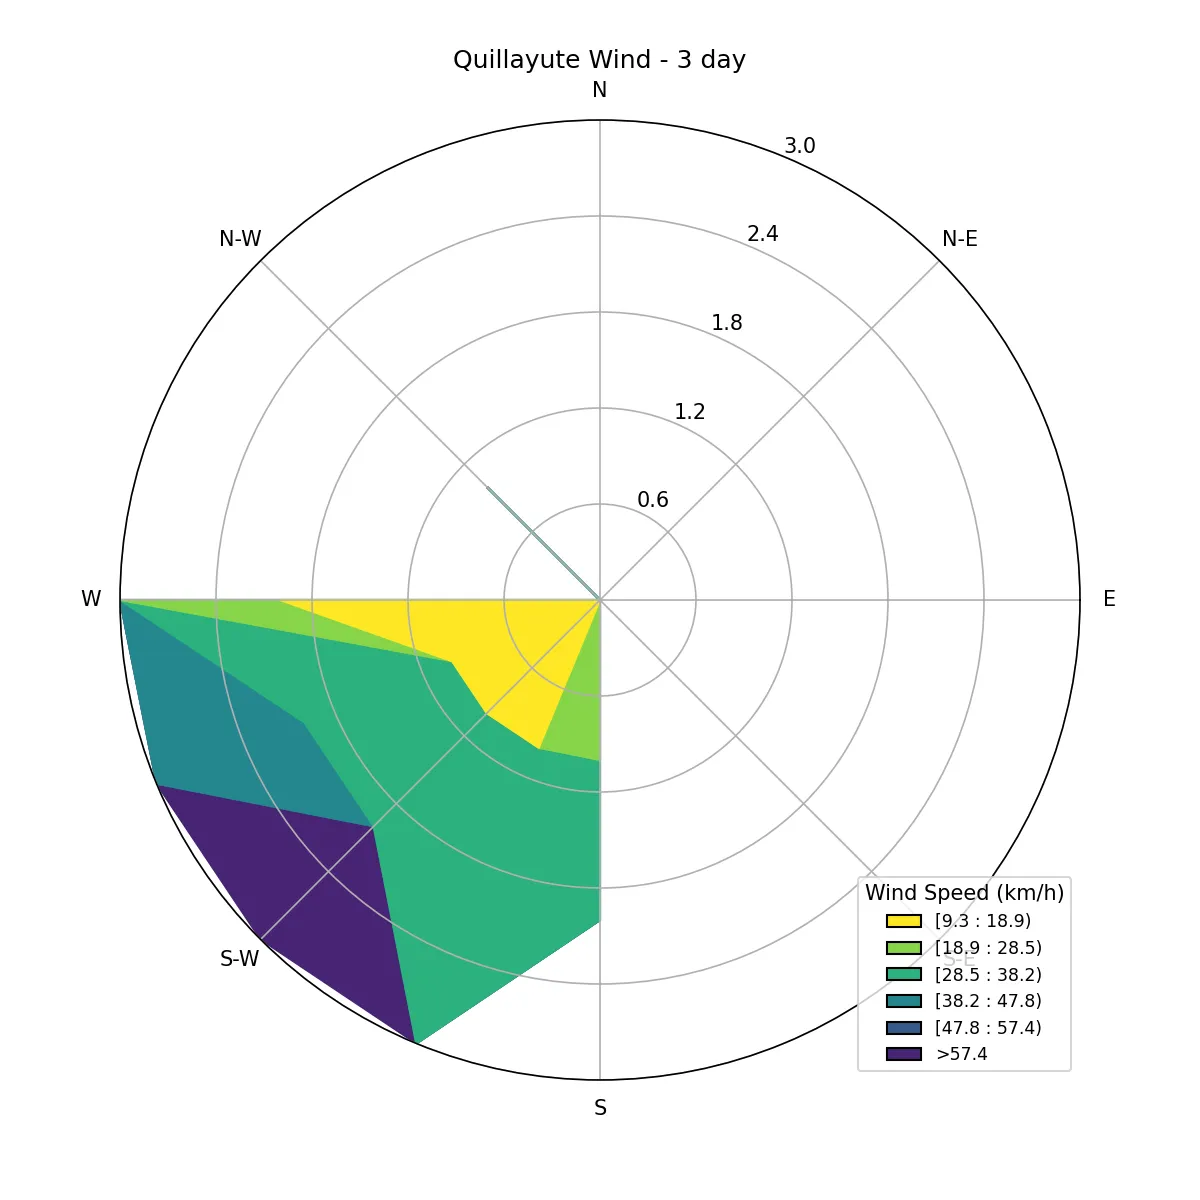 Quillayute Wind - 3 day
N
3.0
N-W
N-E
2.4
1.8
1.2
0.6
W
E
Wind Speed (km/h)
[9.3 : 18.9)
[18.9 : 28.5)
S-W
S-E
[28.5 : 38.2)
[38.2 : 47.8)
[47.8 : 57.4)
>57.4
S